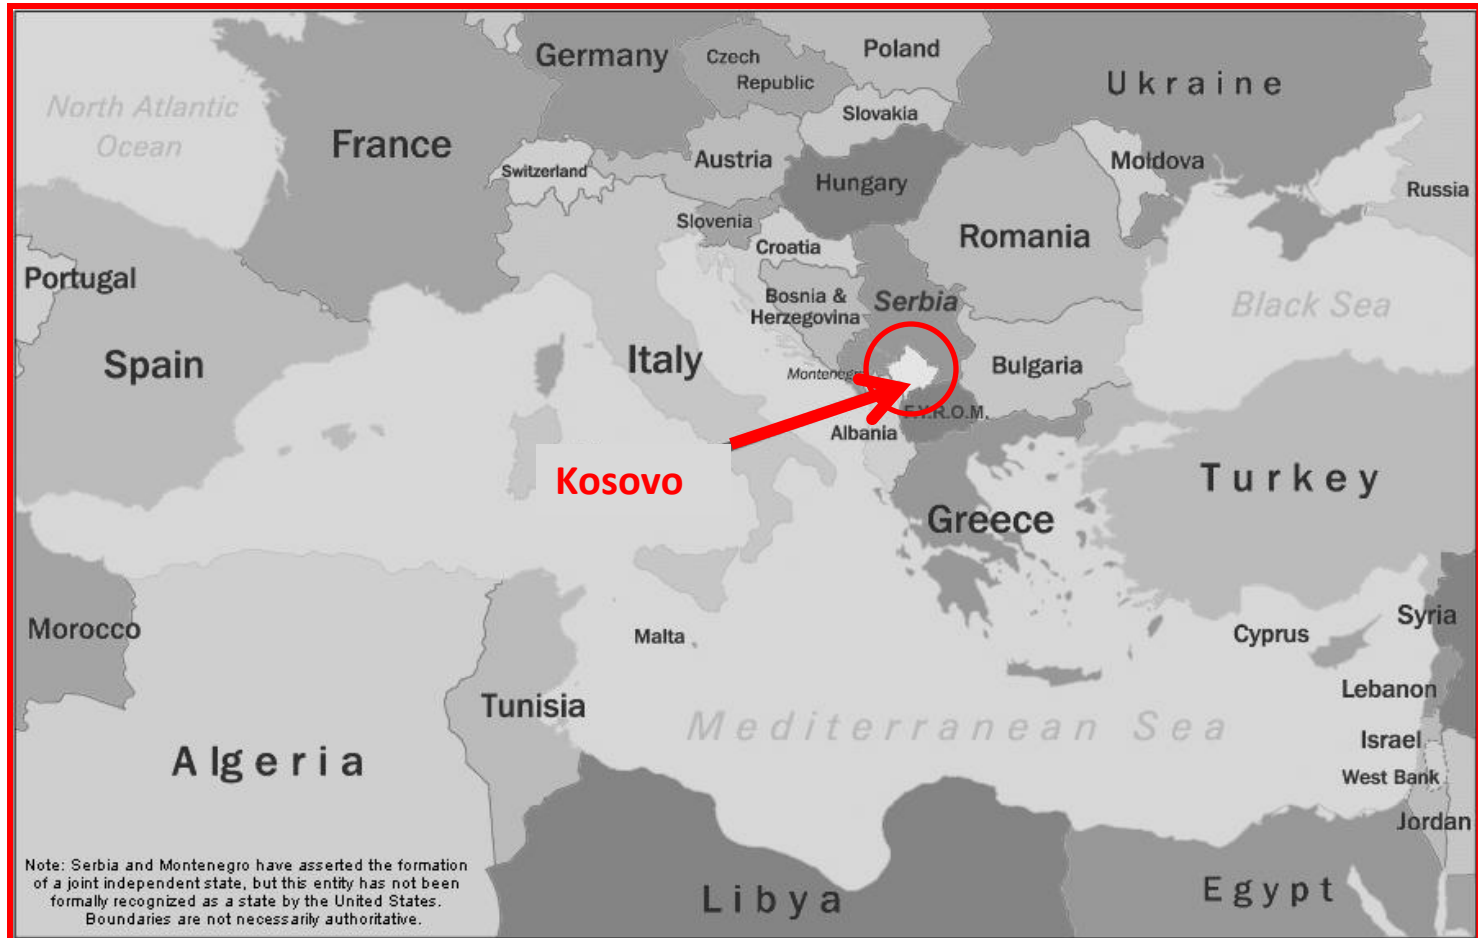 Germany
Czech
Republic
Poland
Ukraine
North Atlantic
Ocean
France
Slovakia
Switzerland
Austria
Hungary
Moldova
Russia
Slovenia
Croatia
Romania
Portugal
Bosnia &
Herzegovina
Serbia
Black Sea
Spain
Italy
Montenegro
Bulgaria
F.Y.R.O.M.
Albania
Kosovo
Turkey
Greece
Morocco
Malta
Cyprus
Syria
Tunisia
Lebanon
Mediterranean Sea
Israel
Algeria
West Bank
Jordan
Note: Serbia and Montenegro have asserted the formation
of a joint independent state, but this entity has not been
formally recognized as a state by the United States.
Boundaries are not necessarily authoritative.
Libya
Egypt